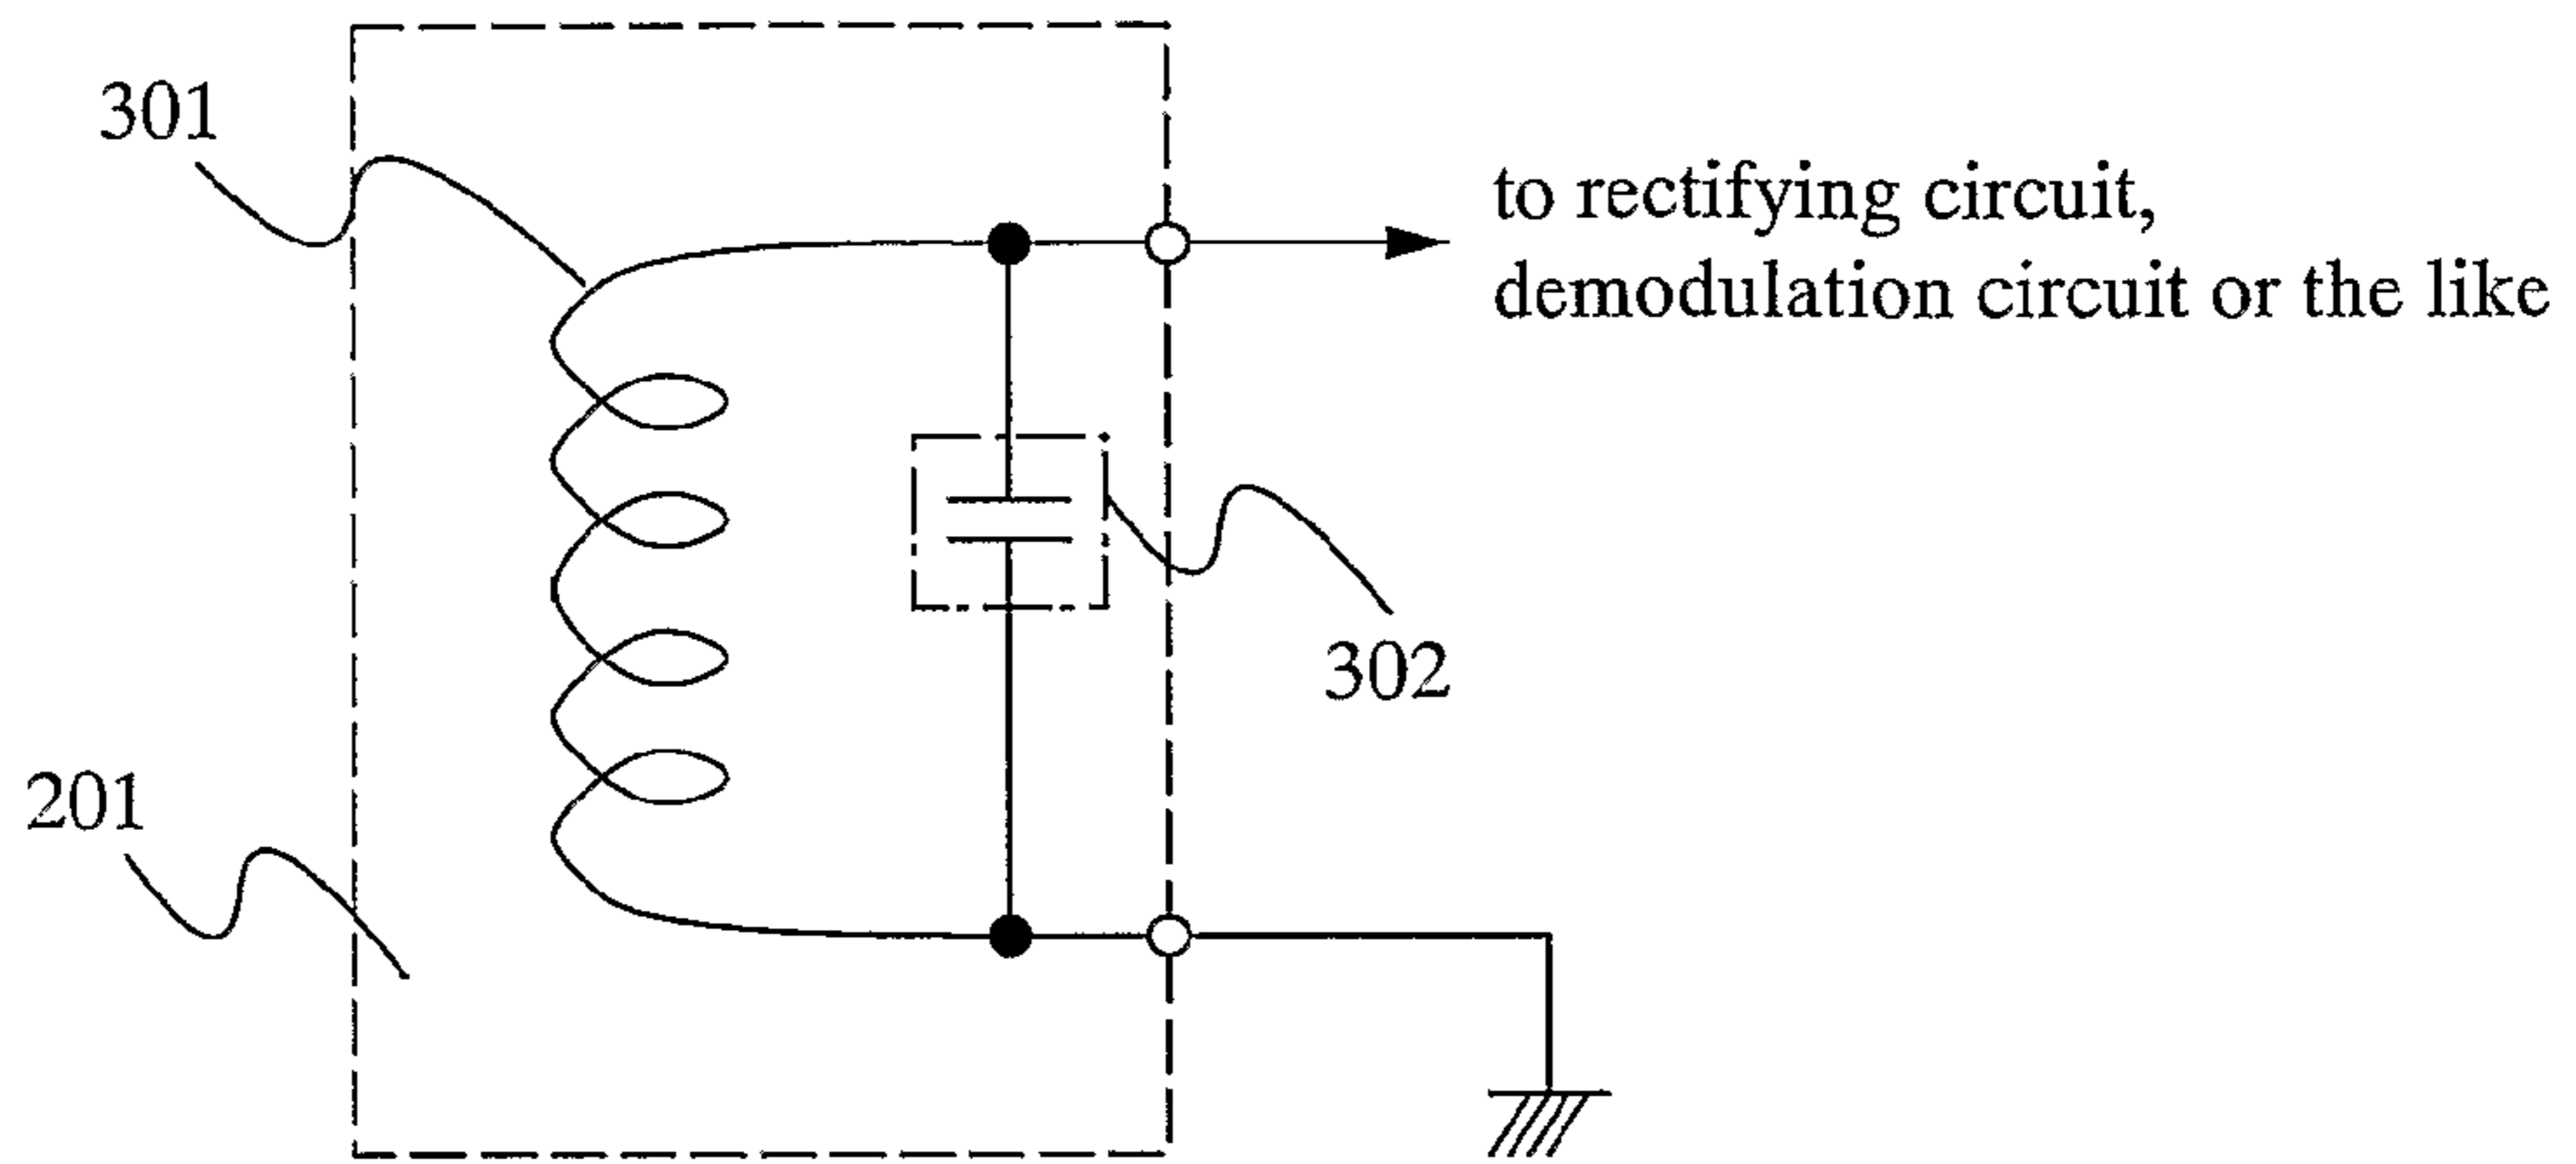 301
to rectifying circuit,
demodulation circuit or the like
302
201